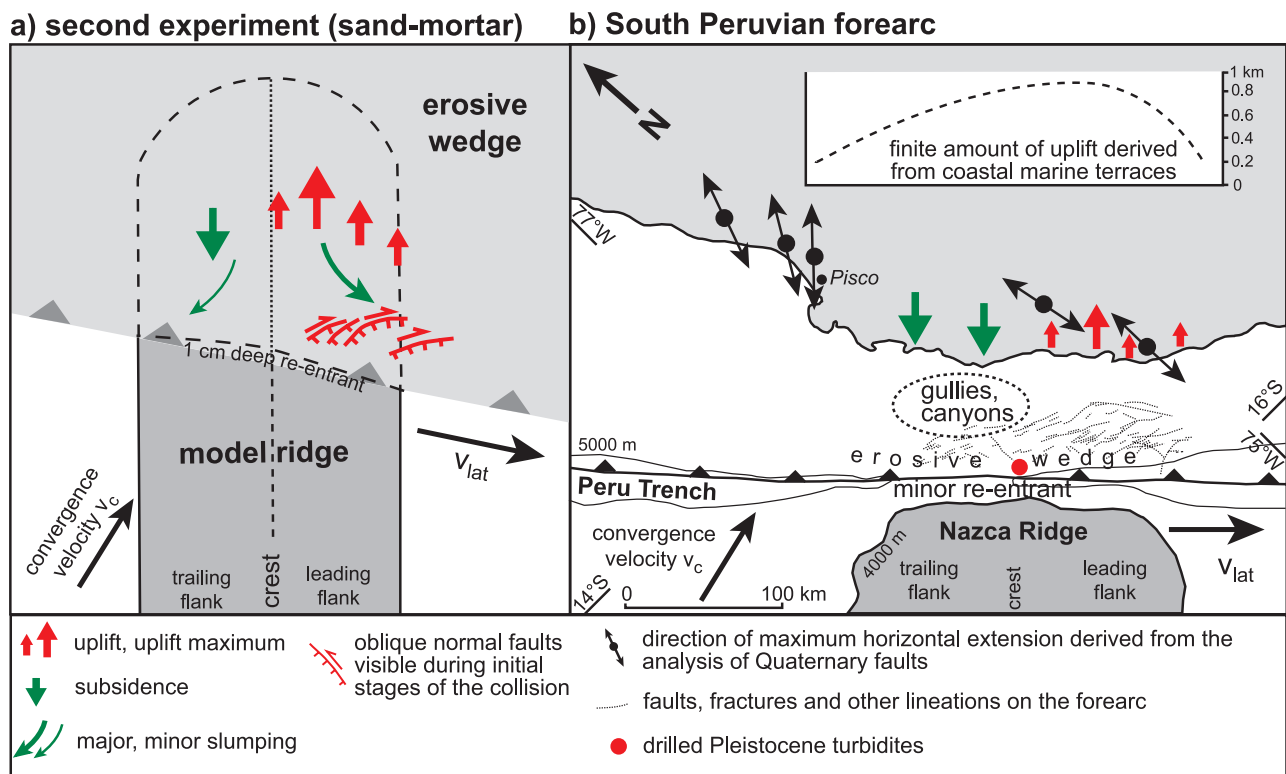 a) second experiment (sand-mortar)
erosive
wedge
1 cm deep re-entrant
model ridge
convergence
velocity vc
vlat
trailing
flank
crest
leading
flank
b) South Peruvian forearc
N
1 km
0.8
0.6
0.4
0.2
0
finite amount of uplift derived
from coastal marine terraces
77°W
Pisco
gullies,
canyons
16°S
75°W
5000 m
erosive wedge
Peru Trench
minor re-entrant
convergence
velocity vc
Nazca Ridge
4000 m
trailing
flank
crest
leading
flank
vlat
14°S
0
100 km
uplift, uplift maximum
subsidence
major, minor slumping
oblique normal faults
visible during initial
stages of the collision
direction of maximum horizontal extension derived from the
analysis of Quaternary faults
faults, fractures and other lineations on the forearc
drilled Pleistocene turbidites